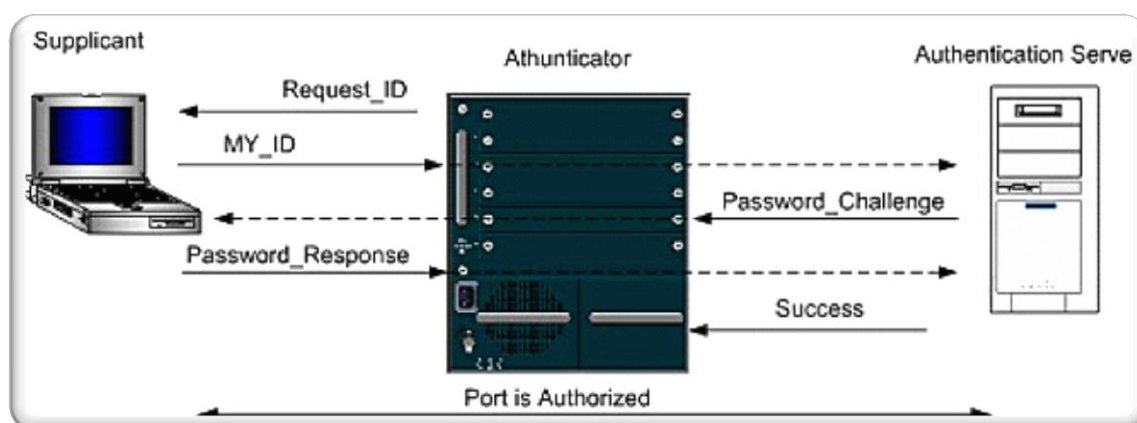 Supplicant
Athunticator
Authentication Serve
Request_ID
MY_ID
Password_Challenge
Password_Response
Success
Port is Authorized